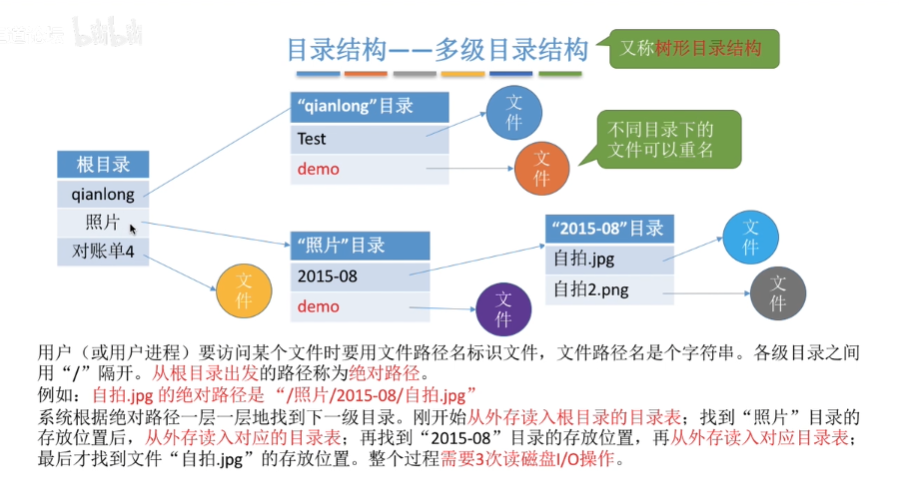 目录结构——多级目录结构
又称树形目录结构
“qianlong”目录
Test
demo
文件
文件
不同目录下的
文件可以重名
根目录
qianlong
照片
对账单4
文件
“照片”目录
2015-08
demo
文件
“2015-08”目录
自拍.jpg
自拍2.png
文件
文件
用户（或用户进程）要访问某个文件时要用文件路径名标识文件，文件路径名是个字符串。各级目录之间
用“/”隔开。从根目录出发的路径称为绝对路径。
例如：自拍.jpg 的绝对路径是 “/照片/2015-08/自拍.jpg”
系统根据绝对路径一层一层地找到下一级目录。刚开始从外存读入根目录的目录表；找到“照片”目录的
存放位置后，从外存读入对应的目录表；再找到“2015-08”目录的存放位置，再从外存读入对应目录表；
最后才找到文件“自拍.jpg”的存放位置。整个过程需要3次读磁盘I/O操作。